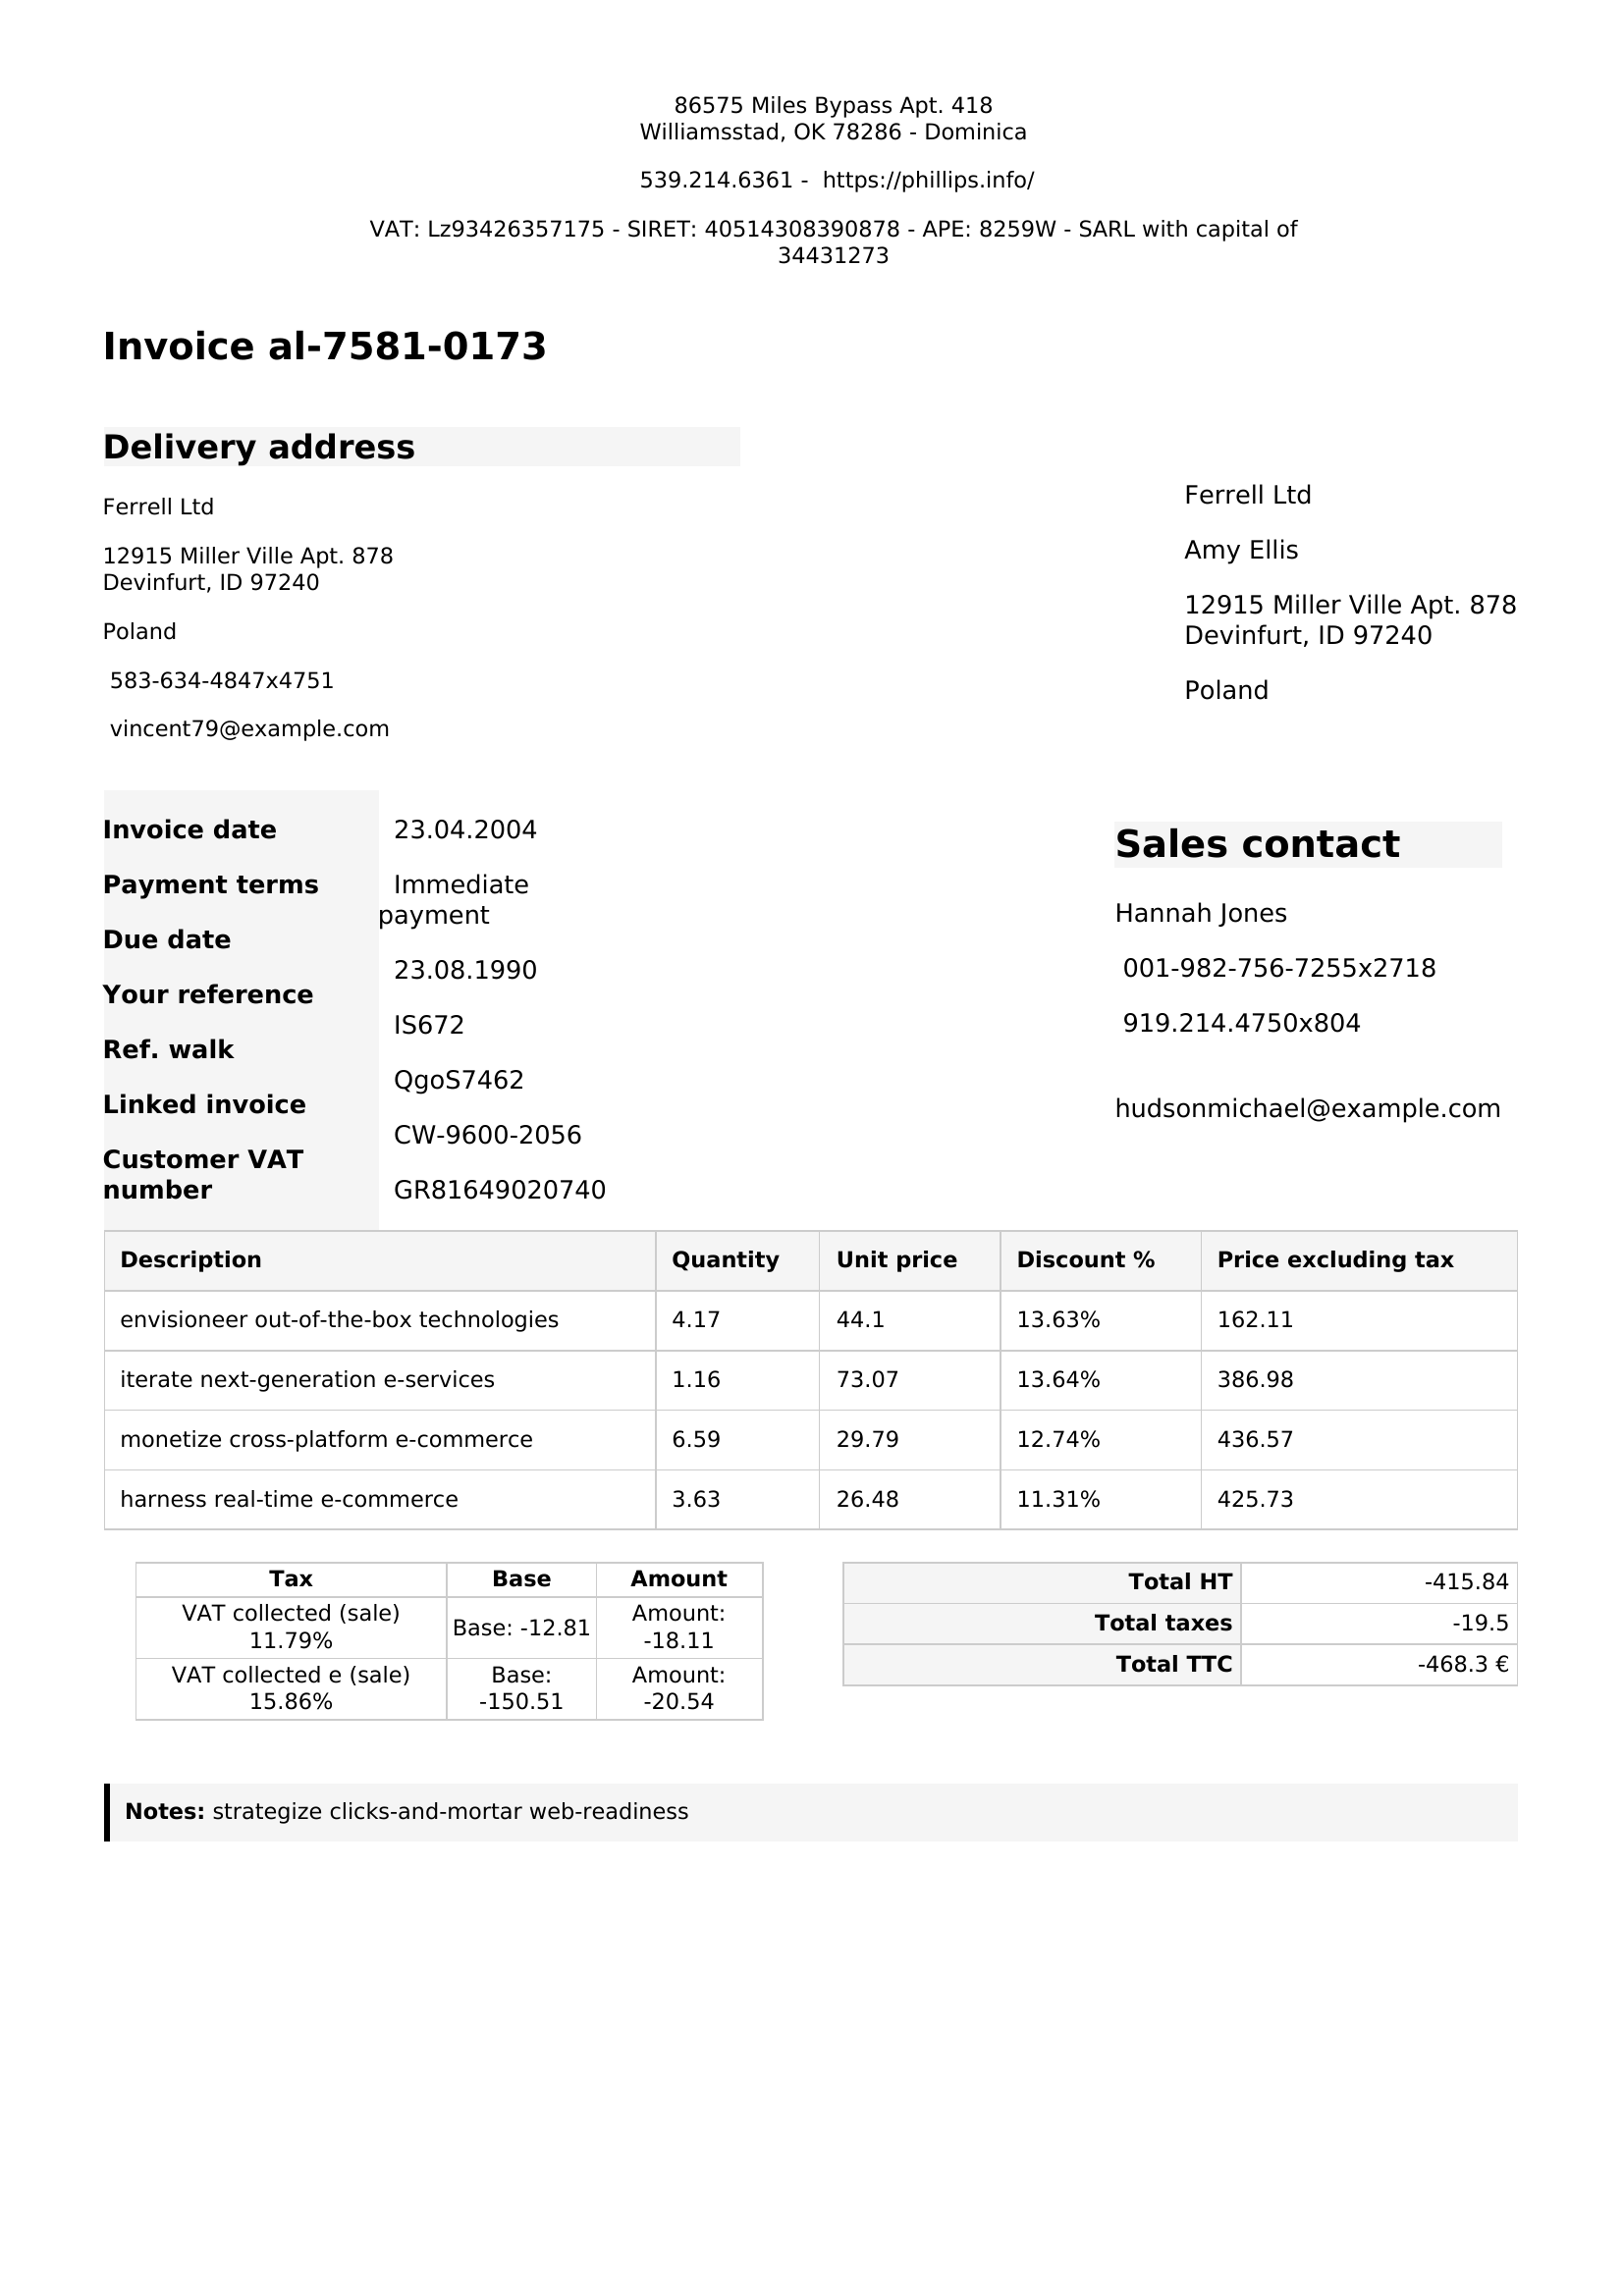 86575 Miles Bypass Apt. 418
Williamsstad, OK 78286 - Dominica
539.214.6361 - https://phillips.info/
VAT: Lz93426357175 - SIRET: 40514308390878 - APE: 8259W - SARL with capital of
34431273
Invoice al-7581-0173
Delivery address
Ferrell Ltd
12915 Miller Ville Apt. 878
Devinfurt, ID 97240
Poland
583-634-4847x4751
vincent79@example.com
Ferrell Ltd
Amy Ellis
12915 Miller Ville Apt. 878
Devinfurt, ID 97240
Poland
Invoice date 23.04.2004
Payment terms Immediate
payment
Due date 23.08.1990
Your reference IS672
Ref. walk QgoS7462
Linked invoice CW-9600-2056
Customer VAT
number GR81649020740
Sales contact
Hannah Jones
001-982-756-7255x2718
919.214.4750x804
hudsonmichael@example.com
Description Quantity Unit price Discount % Price excluding tax
envisioneer out-of-the-box technologies 4.17 44.1 13.63% 162.11
iterate next-generation e-services 1.16 73.07 13.64% 386.98
monetize cross-platform e-commerce 6.59 29.79 12.74% 436.57
harness real-time e-commerce 3.63 26.48 11.31% 425.73
Tax Base Amount
VAT collected (sale)
11.79%
Base: -12.81
Amount:
-18.11
VAT collected e (sale)
15.86%
Base:
-150.51
Amount:
-20.54
Total HT -415.84
Total taxes -19.5
Total TTC -468.3 €
Notes: strategize clicks-and-mortar web-readiness